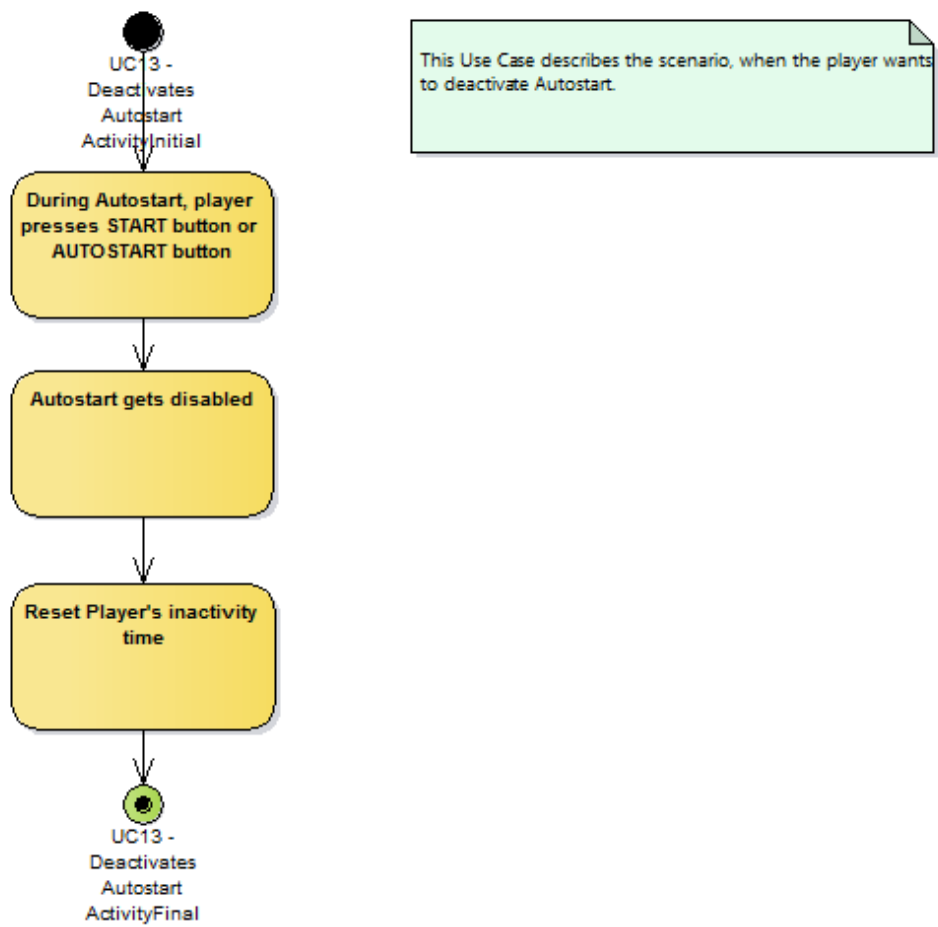 UC13 -
Deactivates
Autostart
ActivityInitial
This Use Case describes the scenario, when the player wants
to deactivate Autostart.
During Autostart, player
presses START button or
AUTOSTART button
Autostart gets disabled
Reset Player's inactivity
time
UC13 -
Deactivates
Autostart
ActivityFinal